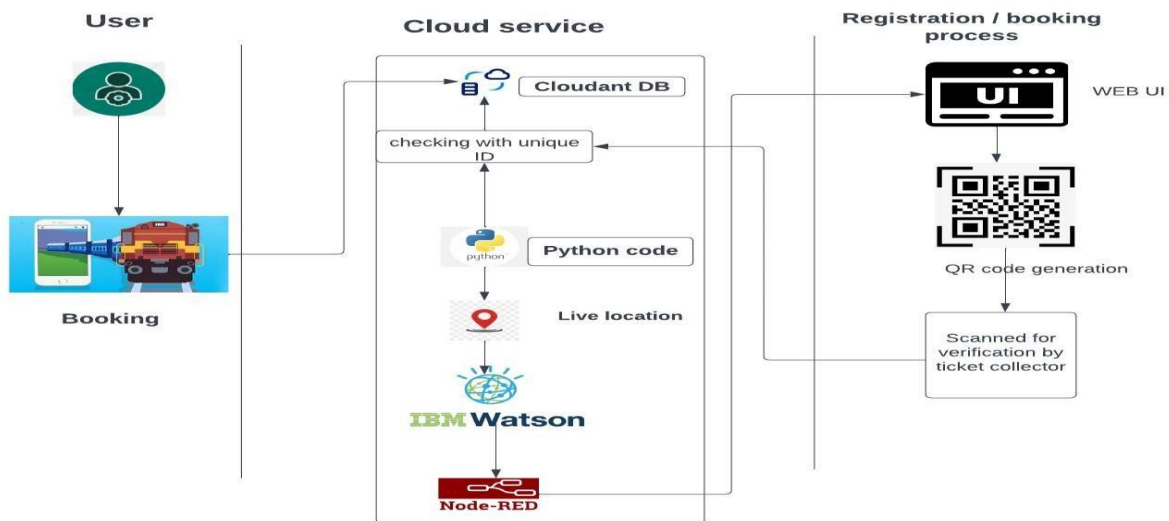 User
Booking
Cloud service
Cloudant DB
checking with unique
ID
python
Python code
Live location
IBM Watson
Node-RED
Registration / booking
process
UI
WEB UI
QR code generation
Scanned for
verification by
ticket collector